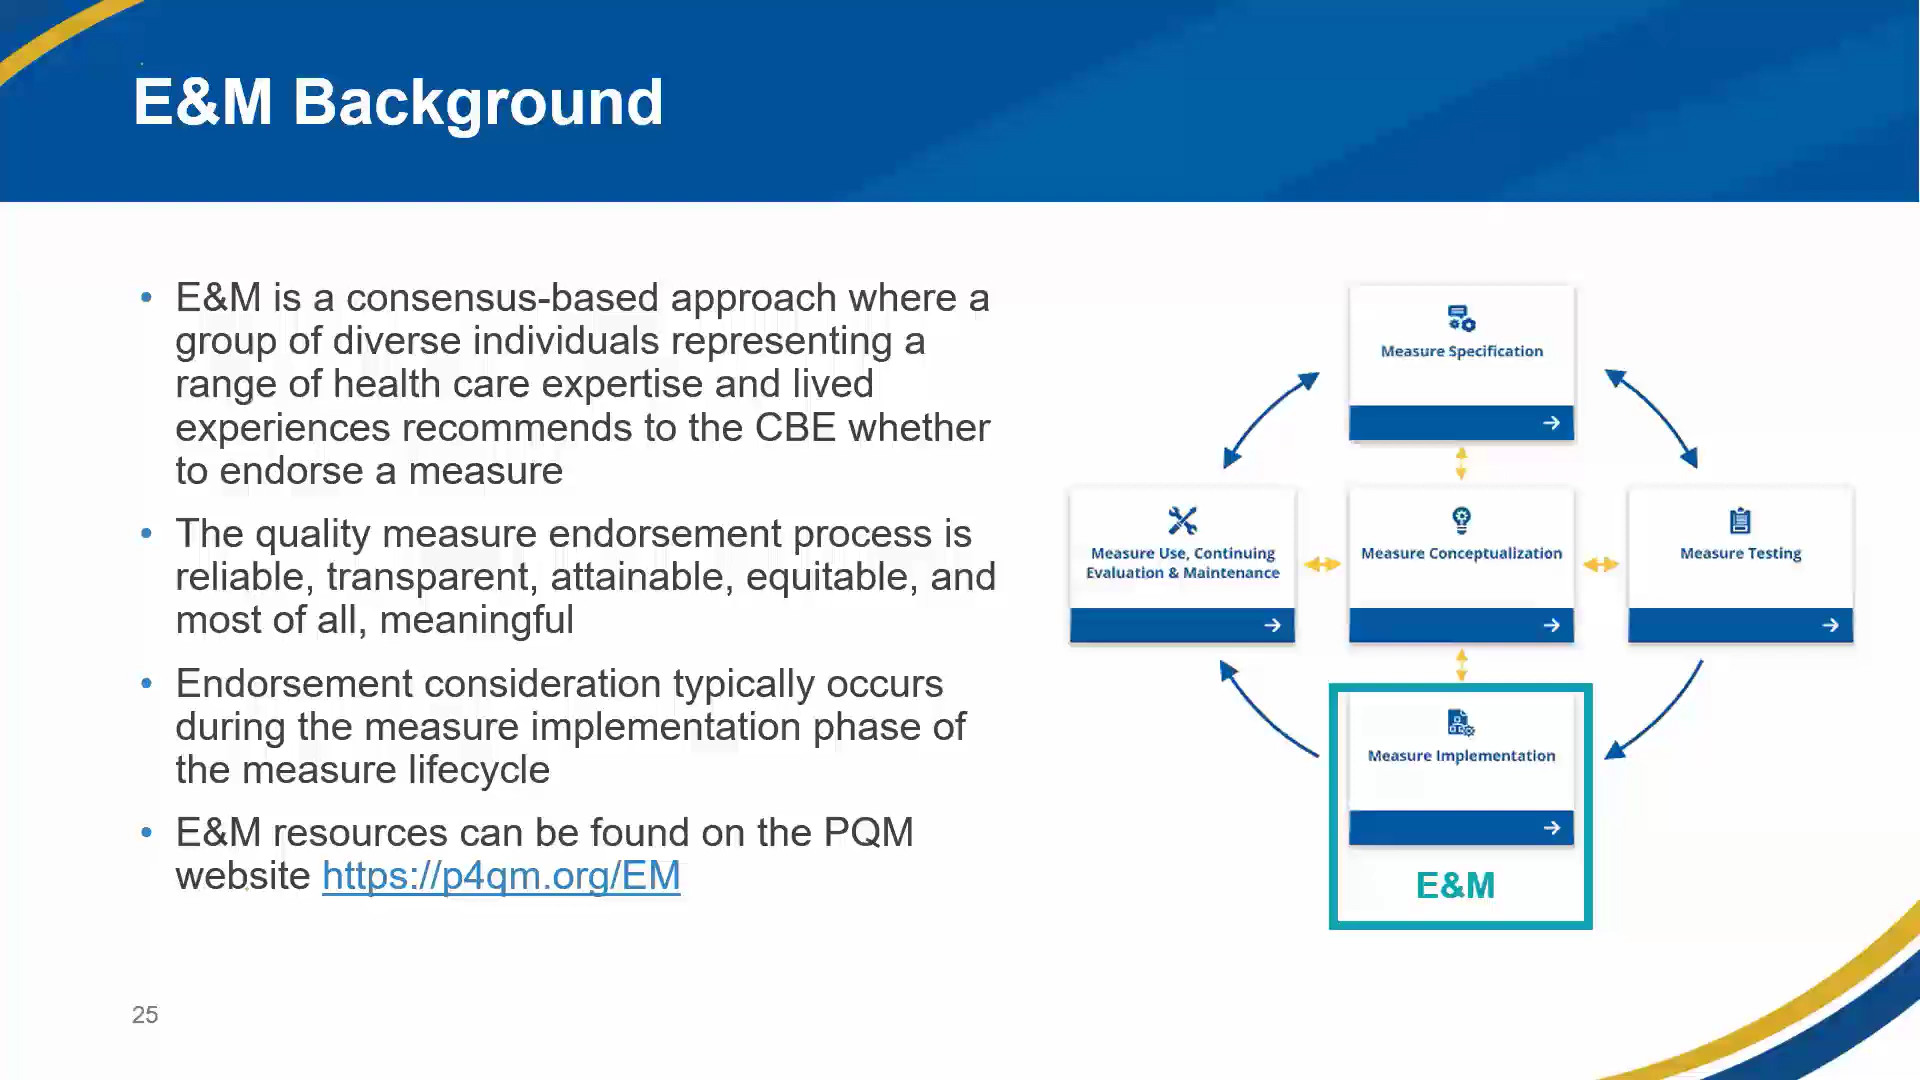 E&M Background
• E&M is a consensus-based approach where a
group of diverse individuals representing a
range of health care expertise and lived
experiences recommends to the CBE whether
to endorse a measure
• The quality measure endorsement process is
reliable, transparent, attainable, equitable, and
most of all, meaningful
• Endorsement consideration typically occurs
during the measure implementation phase of
the measure lifecycle
• E&M resources can be found on the PQM
website https://p4qm.org/EM
Measure Specification
Measure Use, Continuing
Evaluation & Maintenance
Measure Conceptualization
Measure Testing
Measure Implementation
E&M
25